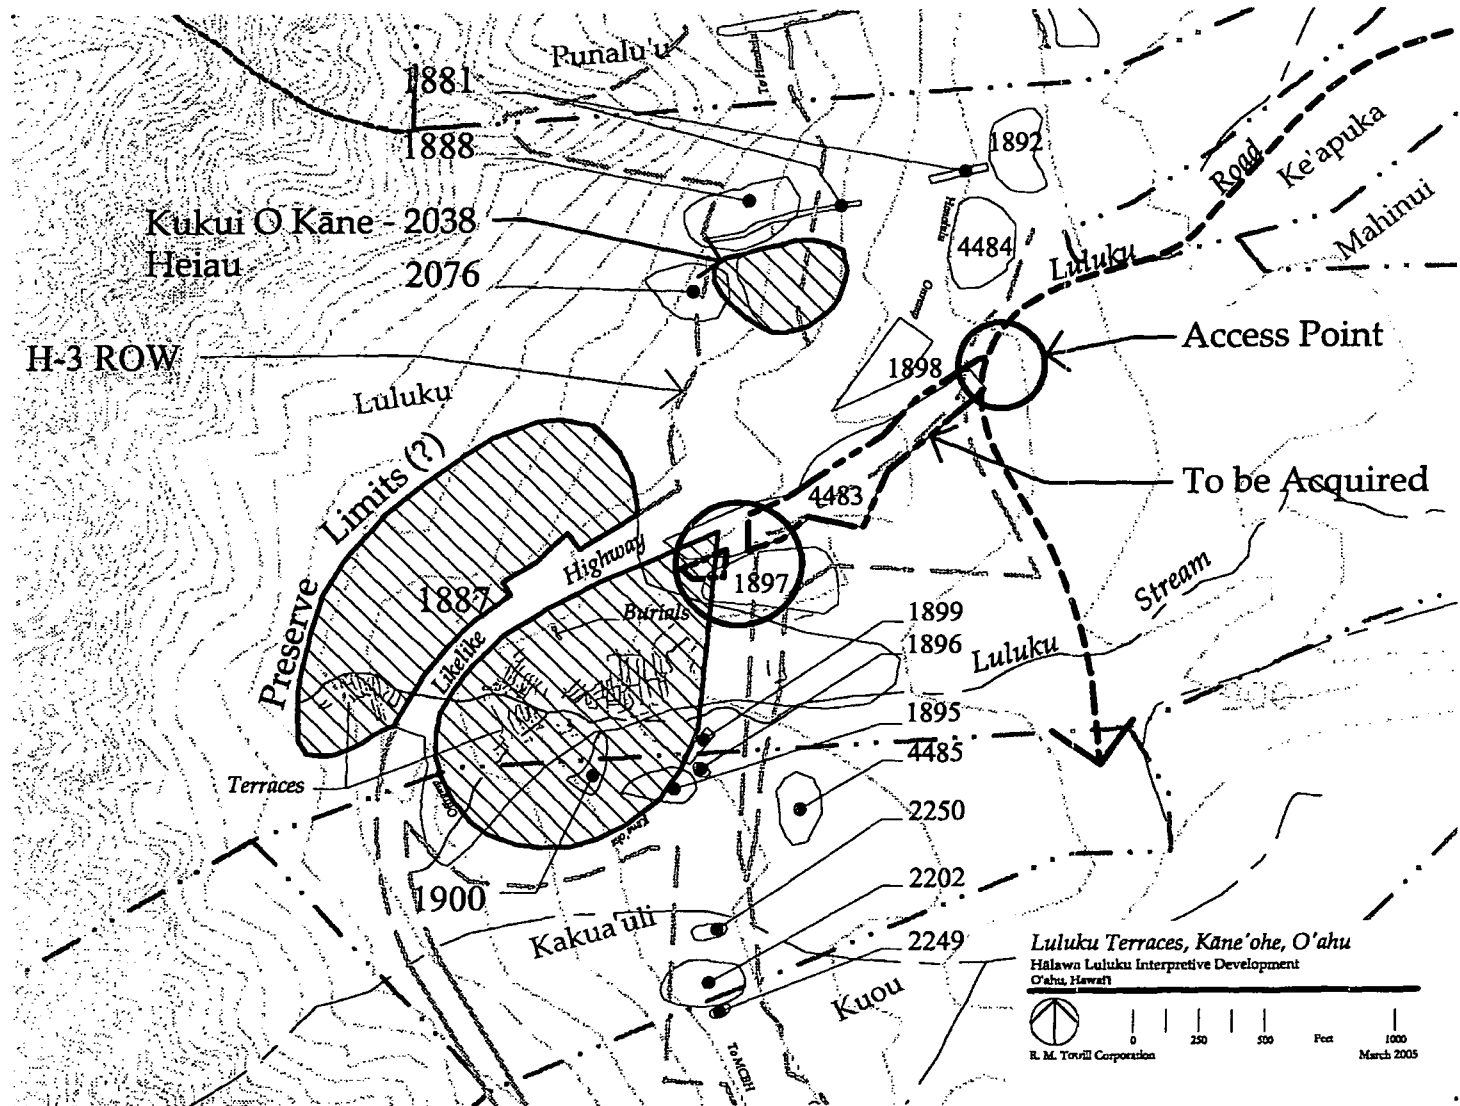 Punalu'u
1881
1888
1892
Road
Ke'apuka
Mahinui
Kukui O Kāne - 2038
Heiau
2076
4484
Luluku
H-3 ROW
1898
Access Point
Luluku
Preserve Limits (?)
4483
To be Acquired
Highway
1887
1897
Burials
Likelike
1899
1896
Luluku Stream
1895
4485
Terraces
2250
1900
2202
Kakua'uli
2249
Kuou
To MCBH
Luluku Terraces, Kāne'ohe, O'ahu
Hālawa Luluku Interpretive Development
O'ahu, Hawai'i
0 250 500 Feet 1000
R. M. Towill Corporation March 2005